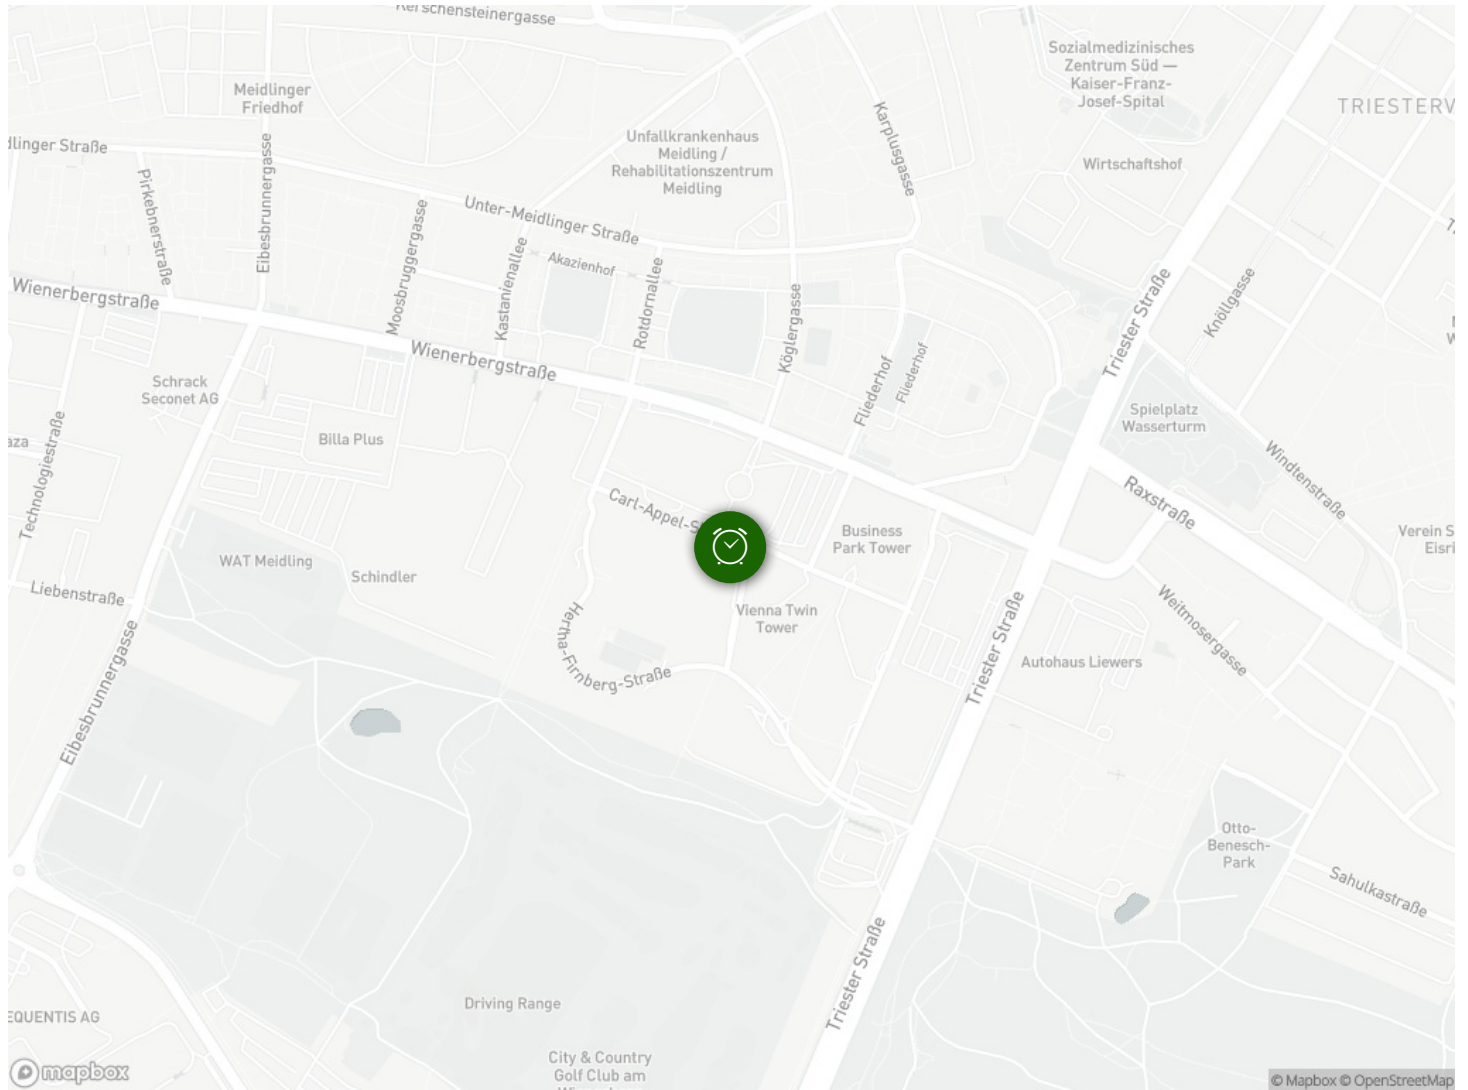 Kerschensteinergasse
Sozialmedizinisches
Zentrum Süd —
Kaiser-Franz-
Josef-Spital
TRIESTERV
Meidlinger
Friedhof
Karplusgasse
Unfallkrankenhaus
Meidling /
Rehabilitationszentrum
Meidling
dlinger Straße
Eibesbrunnergasse
Wirtschaftshof
Pirkebnerstraße
Moosbruggergasse
Unter-Meidlinger Straße
Kastanienallee
Akazienhof
Rotdornallee
Köglergasse
Triester Straße
Knöllgasse
Wienerbergstraße
Wienerbergstraße
Fliederhof
Fliederhof
Schrack
Seconet AG
Spielplatz
Wasserturm
Billa Plus
aza
Technologiestraße
Windtenstraße
Raxstraße
Carl-Appel-S
Business
Park Tower
Verein S
Eisri
WAT Meidling
Schindler
Liebenstraße
Vienna Twin
Tower
Weitmosergasse
Hertha-Firnberg-Straße
Triester Straße
Autohaus Liewers
Eibesbrunnergasse
Otto-
Benesch-
Park
Sahulkastraße
Triester Straße
Driving Range
EQUENTIS AG
City & Country
Golf Club am
mapbox
© Mapbox © OpenStreetMap